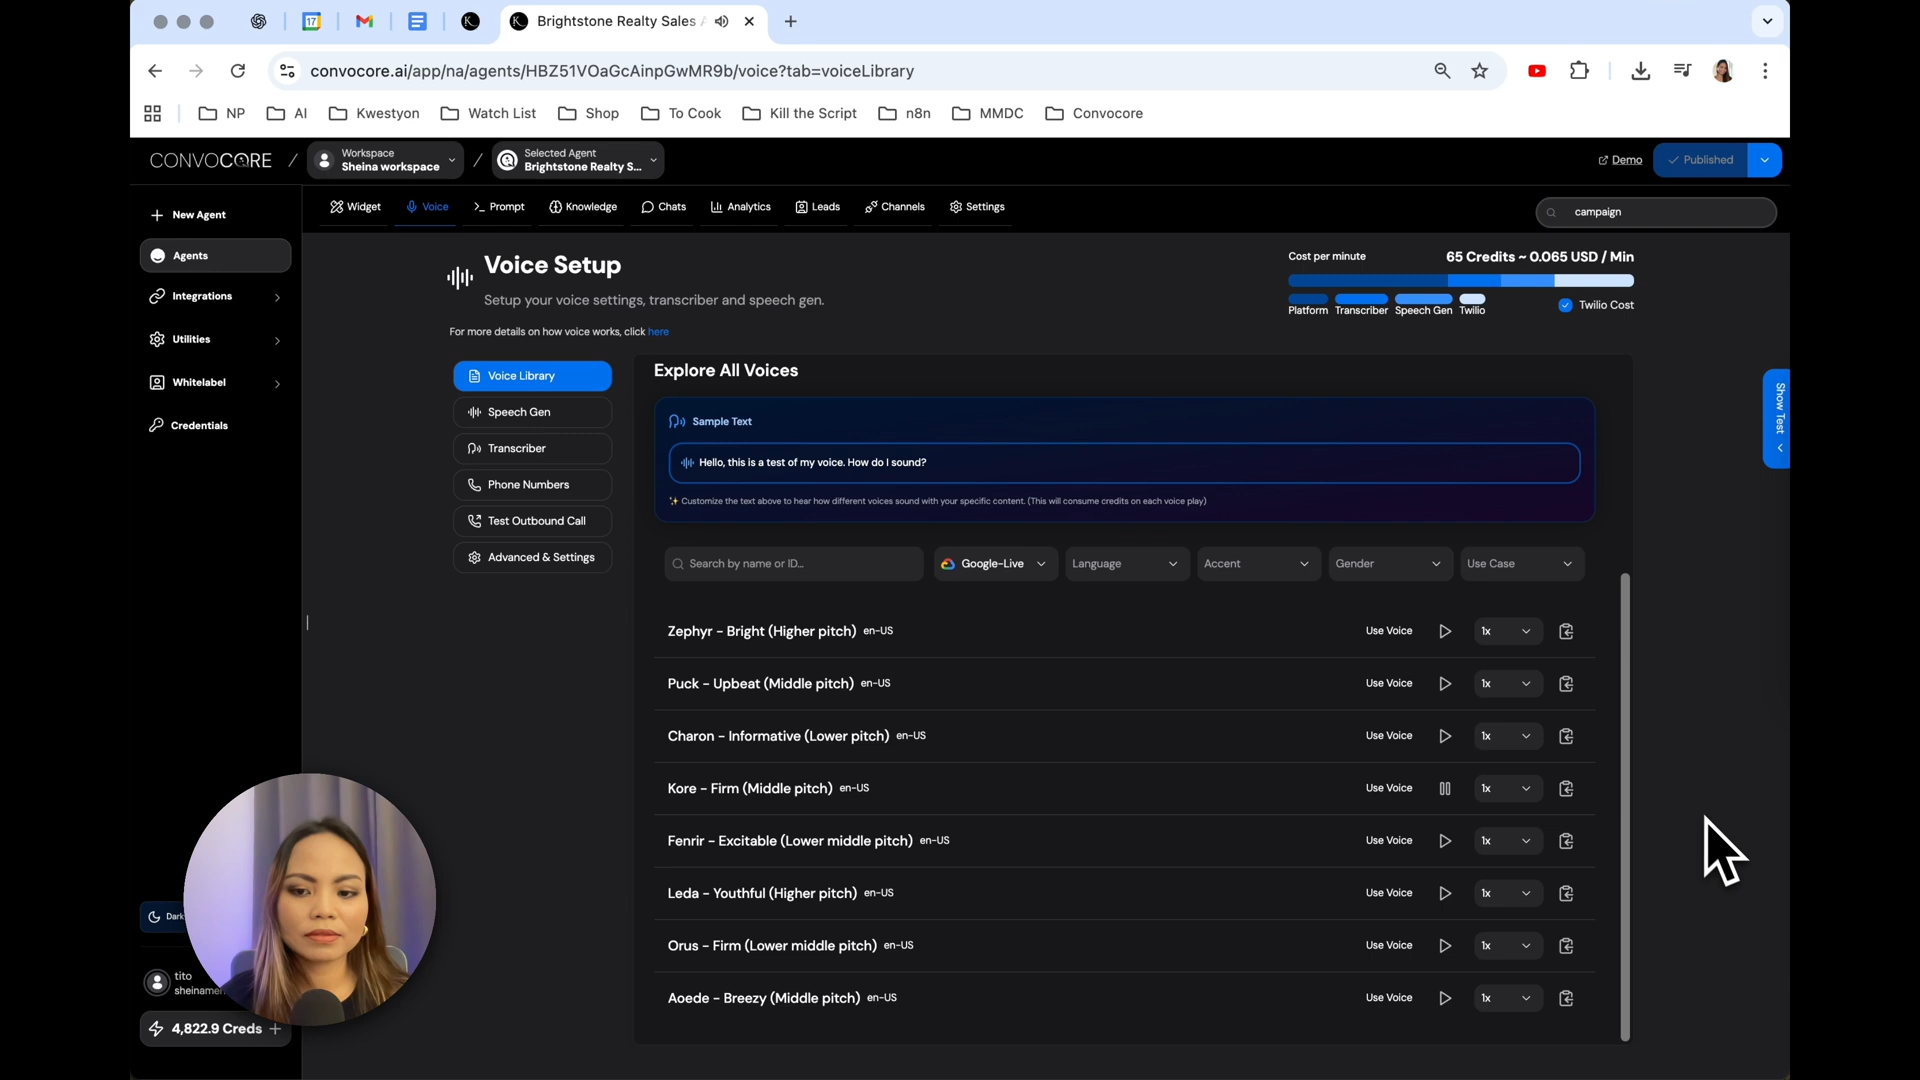 17
Brightstone Realty Sales A
convocore.ai/app/na/agents/HBZ51VOaGcAinpGwMR9b/voice?tab=voiceLibrary
NP
AI
Kwestyon
Watch List
Shop
To Cook
Kill the Script
n8n
MMDC
Convocore
CONVOCORE
/
Workspace
Sheina workspace
/
Selected Agent
Brightstone Realty S...
Demo
Published
New Agent
Agents
Integrations
Utilities
Whitelabel
Credentials
Widget
Voice
Prompt
Knowledge
Chats
Analytics
Leads
Channels
Settings
campaign
Voice Setup
Setup your voice settings, transcriber and speech gen.
For more details on how voice works, click here
Cost per minute
65 Credits ~ 0.065 USD / Min
Platform
Transcriber
Speech Gen
Twilio
Twilio Cost
Voice Library
Speech Gen
Transcriber
Phone Numbers
Test Outbound Call
Advanced & Settings
Explore All Voices
Sample Text
Hello, this is a test of my voice. How do I sound?
✨ Customize the text above to hear how different voices sound with your specific content. (This will consume credits on each voice play)
Search by name or ID...
Google-Live
Language
Accent
Gender
Use Case
Zephyr - Bright (Higher pitch) en-US Use Voice 1x
Puck - Upbeat (Middle pitch) en-US Use Voice 1x
Charon - Informative (Lower pitch) en-US Use Voice 1x
Kore - Firm (Middle pitch) en-US Use Voice 1x
Fenrir - Excitable (Lower middle pitch) en-US Use Voice 1x
Leda - Youthful (Higher pitch) en-US Use Voice 1x
Orus - Firm (Lower middle pitch) en-US Use Voice 1x
Aoede - Breezy (Middle pitch) en-US Use Voice 1x
Show Test
Dark
tito
sheinamer
4,822.9 Creds +